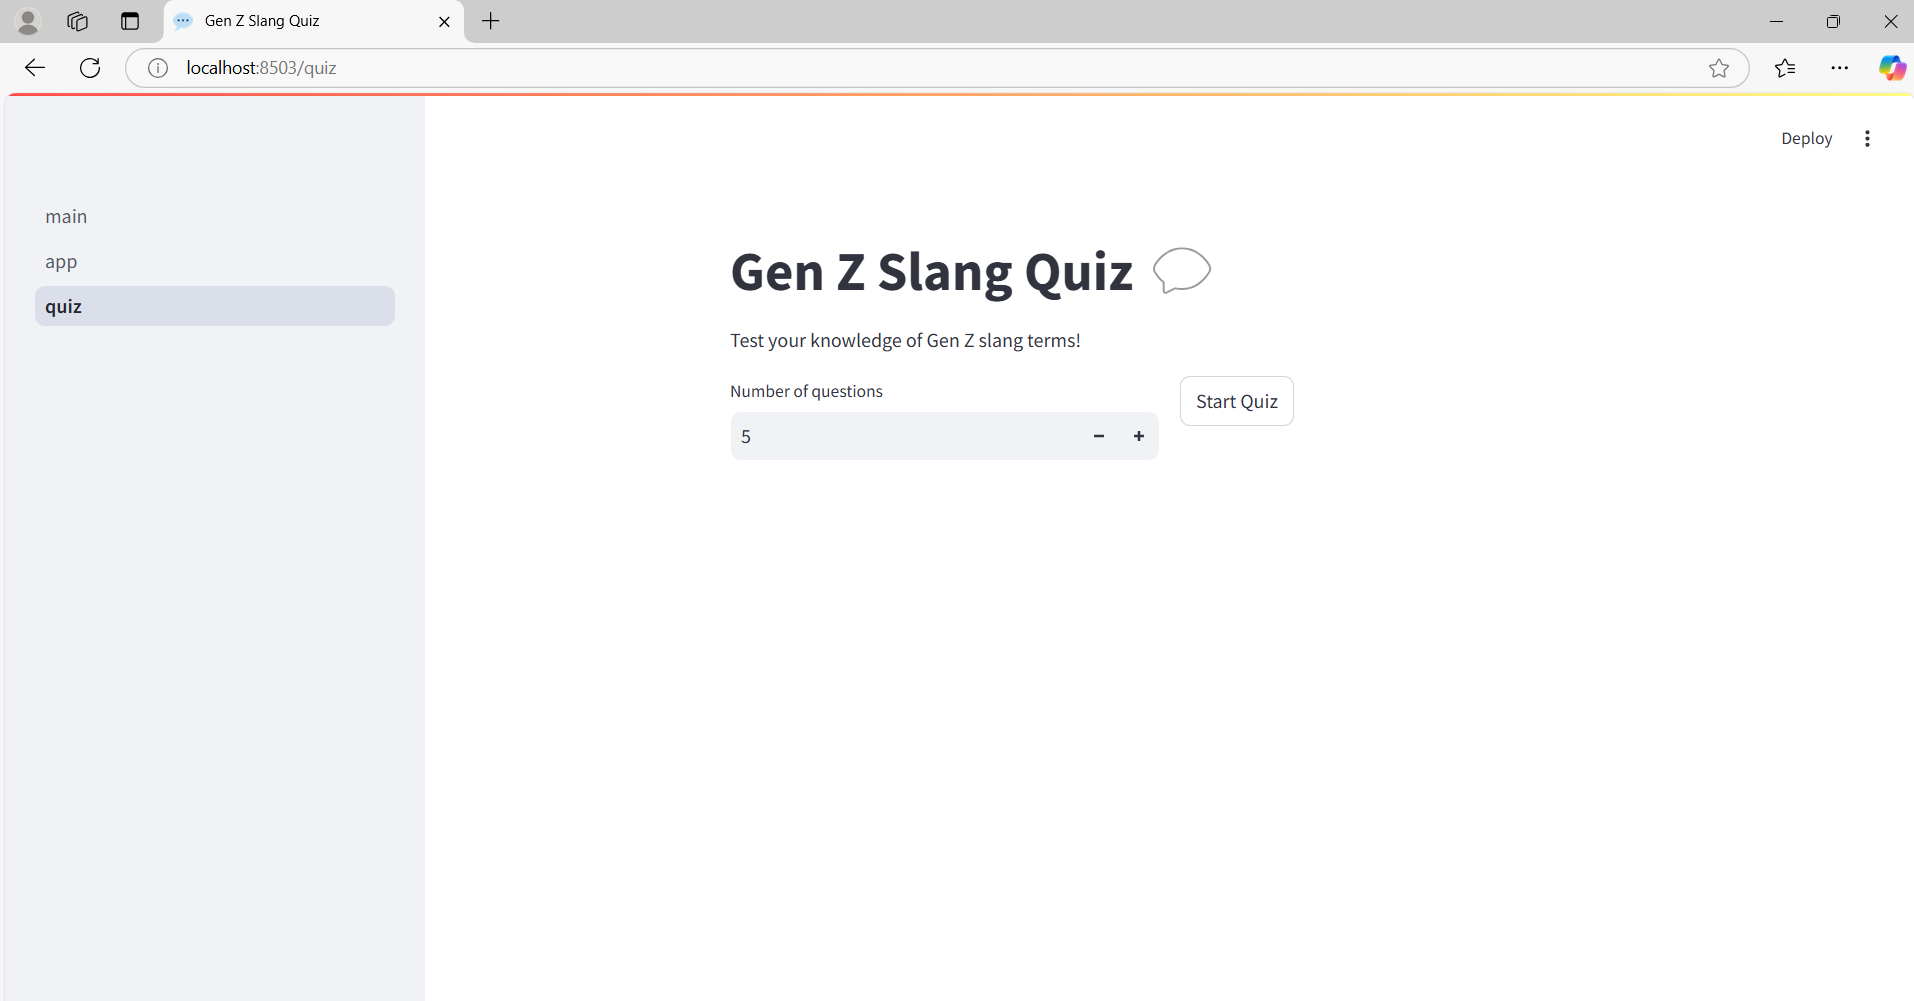 Gen Z Slang Quiz
localhost:8503/quiz
Deploy
main
app
quiz
Gen Z Slang Quiz
Test your knowledge of Gen Z slang terms!
Number of questions
5
Start Quiz